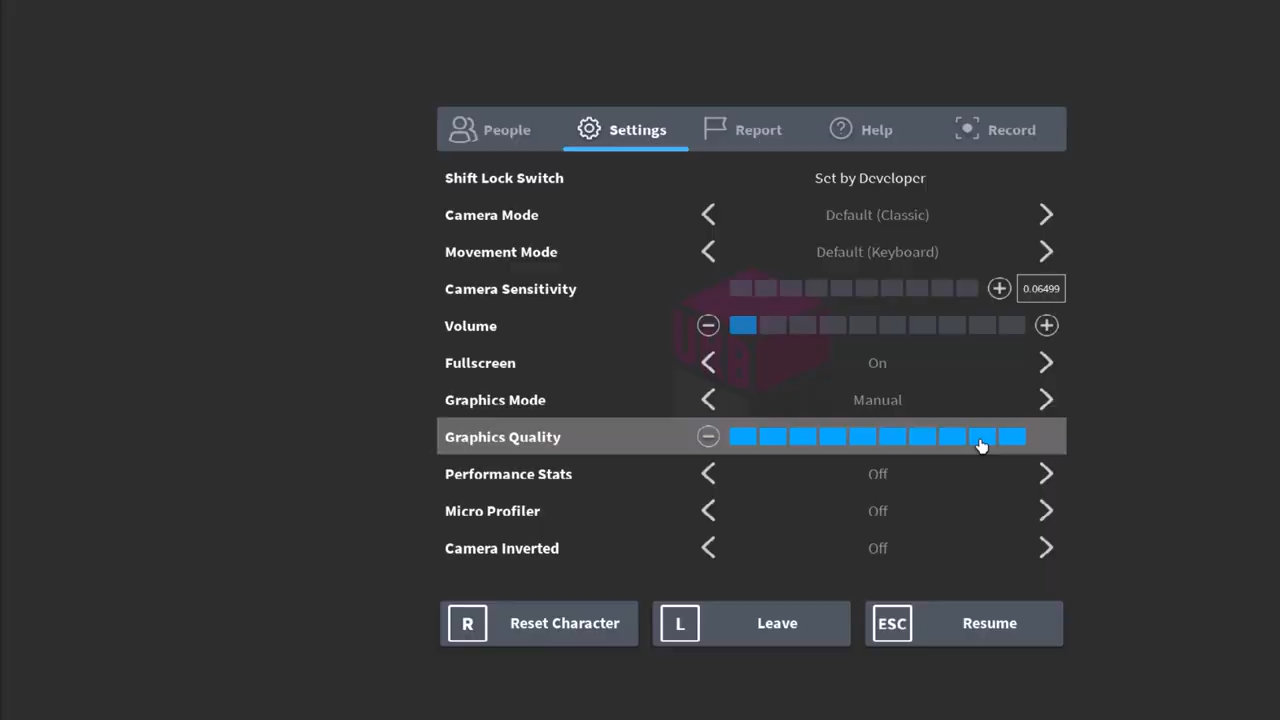 People Settings Report Help Record
Shift Lock Switch Set by Developer
Camera Mode Default (Classic)
Movement Mode Default (Keyboard)
Camera Sensitivity 0.06499
Volume
Fullscreen On
Graphics Mode Manual
Graphics Quality
Performance Stats Off
Micro Profiler Off
Camera Inverted Off
R Reset Character L Leave ESC Resume